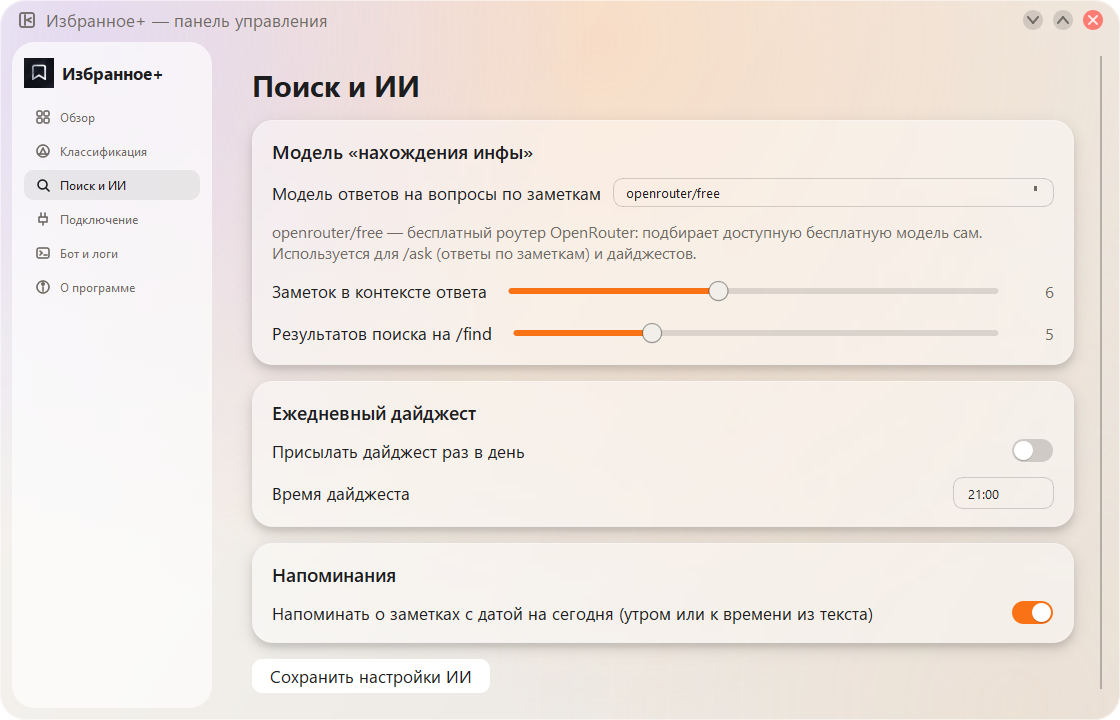 Избранное+ — панель управления
Избранное+
Обзор
Классификация
Поиск и ИИ
Подключение
Бот и логи
О программе
Поиск и ИИ
Модель «нахождения инфы»
Модель ответов на вопросы по заметкам
openrouter/free
openrouter/free — бесплатный роутер OpenRouter: подбирает доступную бесплатную модель сам.
Используется для /ask (ответы по заметкам) и дайджестов.
Заметок в контексте ответа 6
Результатов поиска на /find 5
Ежедневный дайджест
Присылать дайджест раз в день
Время дайджеста 21:00
Напоминания
Напоминать о заметках с датой на сегодня (утром или к времени из текста)
Сохранить настройки ИИ